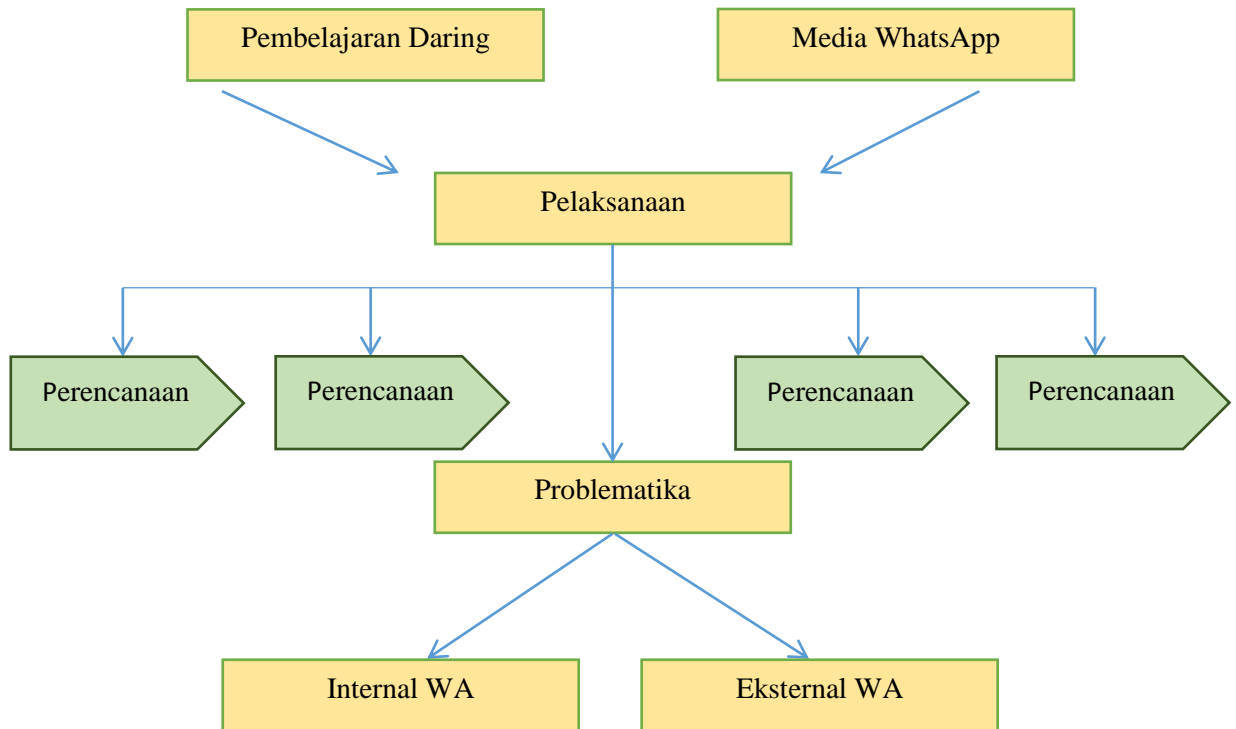 Pembelajaran Daring
Media WhatsApp
Pelaksanaan
Perencanaan
Perencanaan
Perencanaan
Perencanaan
Problematika
Internal WA
Eksternal WA